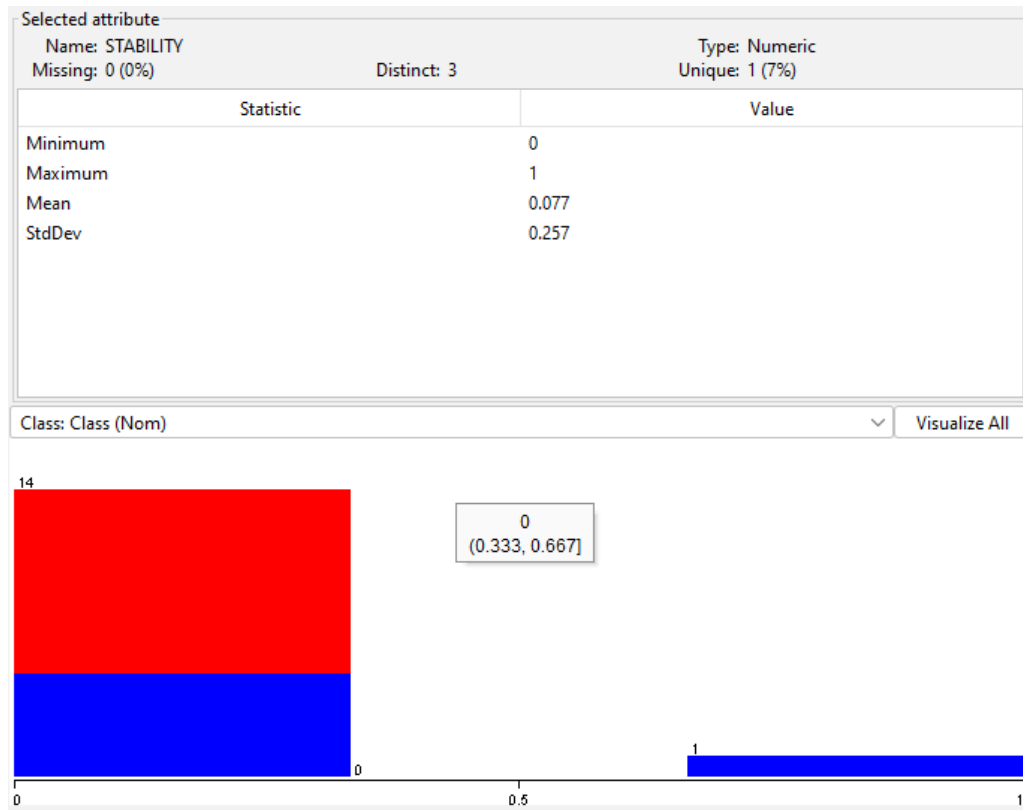 Selected attribute
Name: STABILITY Type: Numeric
Missing: 0 (0%) Distinct: 3 Unique: 1 (7%)
Statistic Value
Minimum 0
Maximum 1
Mean 0.077
StdDev 0.257
Class: Class (Nom) Visualize All
14
0
(0.333, 0.667]
1
0
0 0.5 1